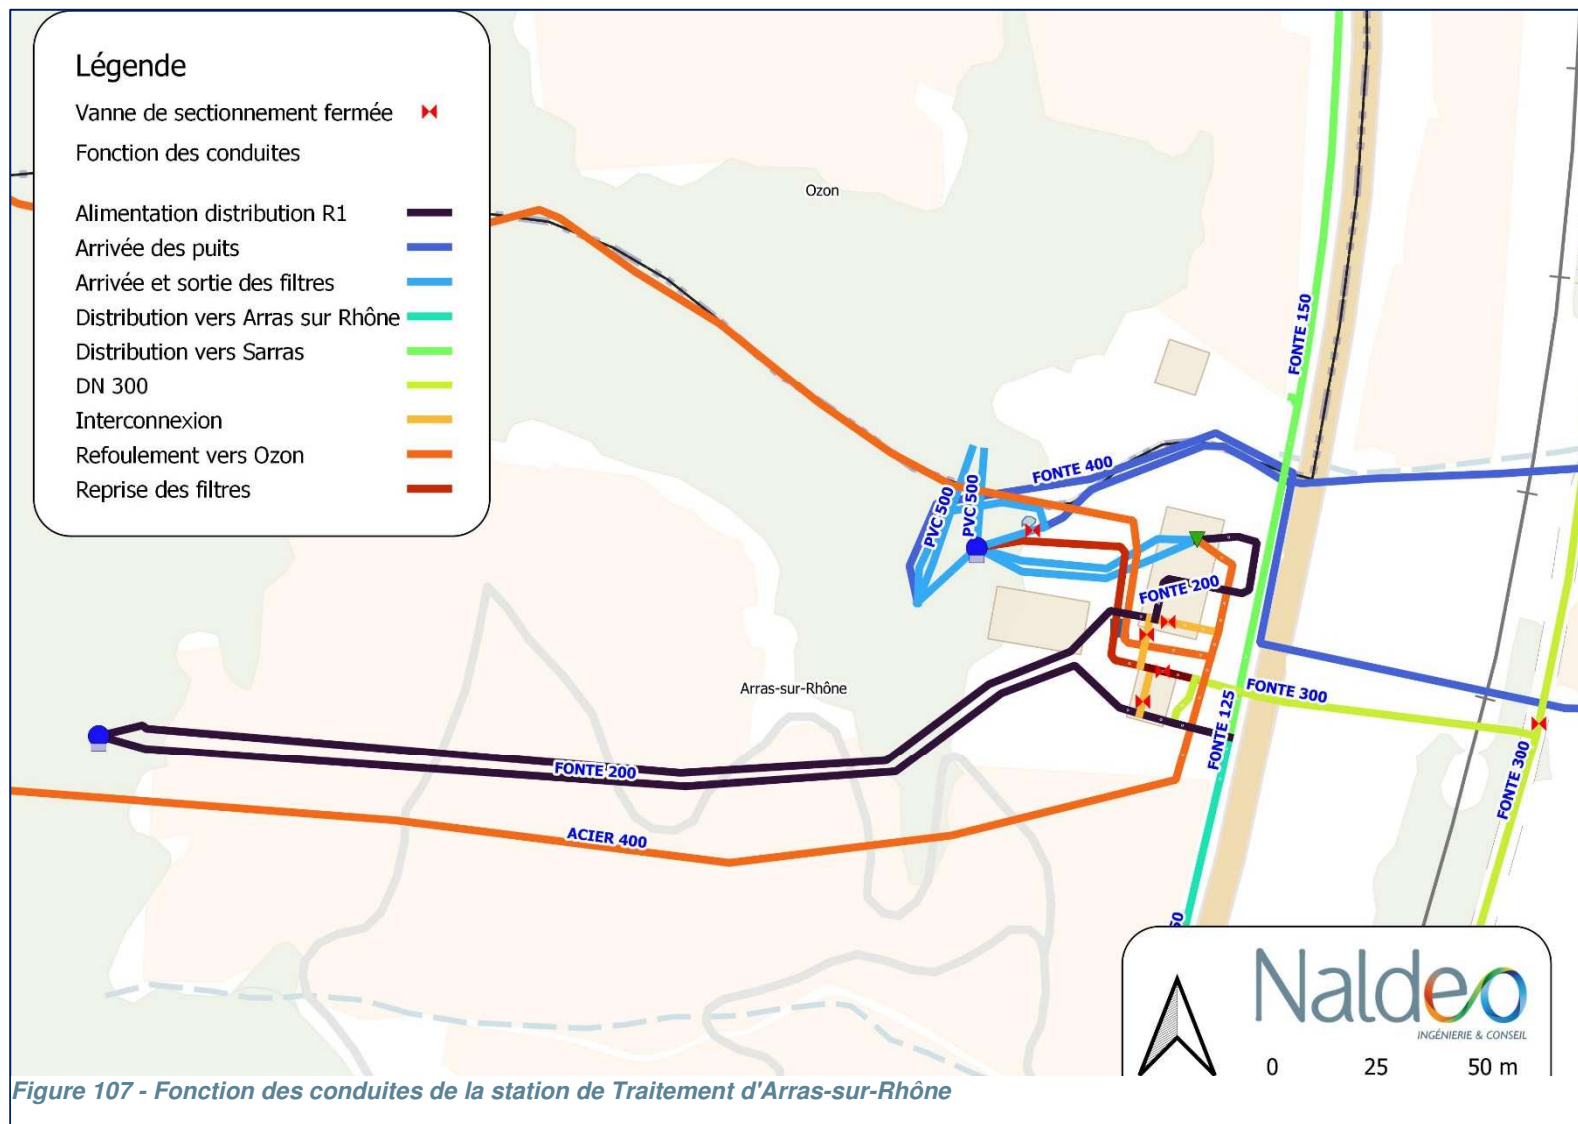 Légende
Vanne de sectionnement fermée
Fonction des conduites
Alimentation distribution R1
Arrivée des puits
Arrivée et sortie des filtres
Distribution vers Arras sur Rhône
Distribution vers Sarras
DN 300
Interconnexion
Refoulement vers Ozon
Reprise des filtres
Ozon
FONTE 150
FONTE 400
PVC 500
PVC 500
FONTE 200
Arras-sur-Rhône
FONTE 300
FONTE 125
FONTE 200
FONTE 300
ACIER 400
Naldeo
INGÉNIERIE & CONSEIL
0 25 50 m
Figure 107 - Fonction des conduites de la station de Traitement d'Arras-sur-Rhône